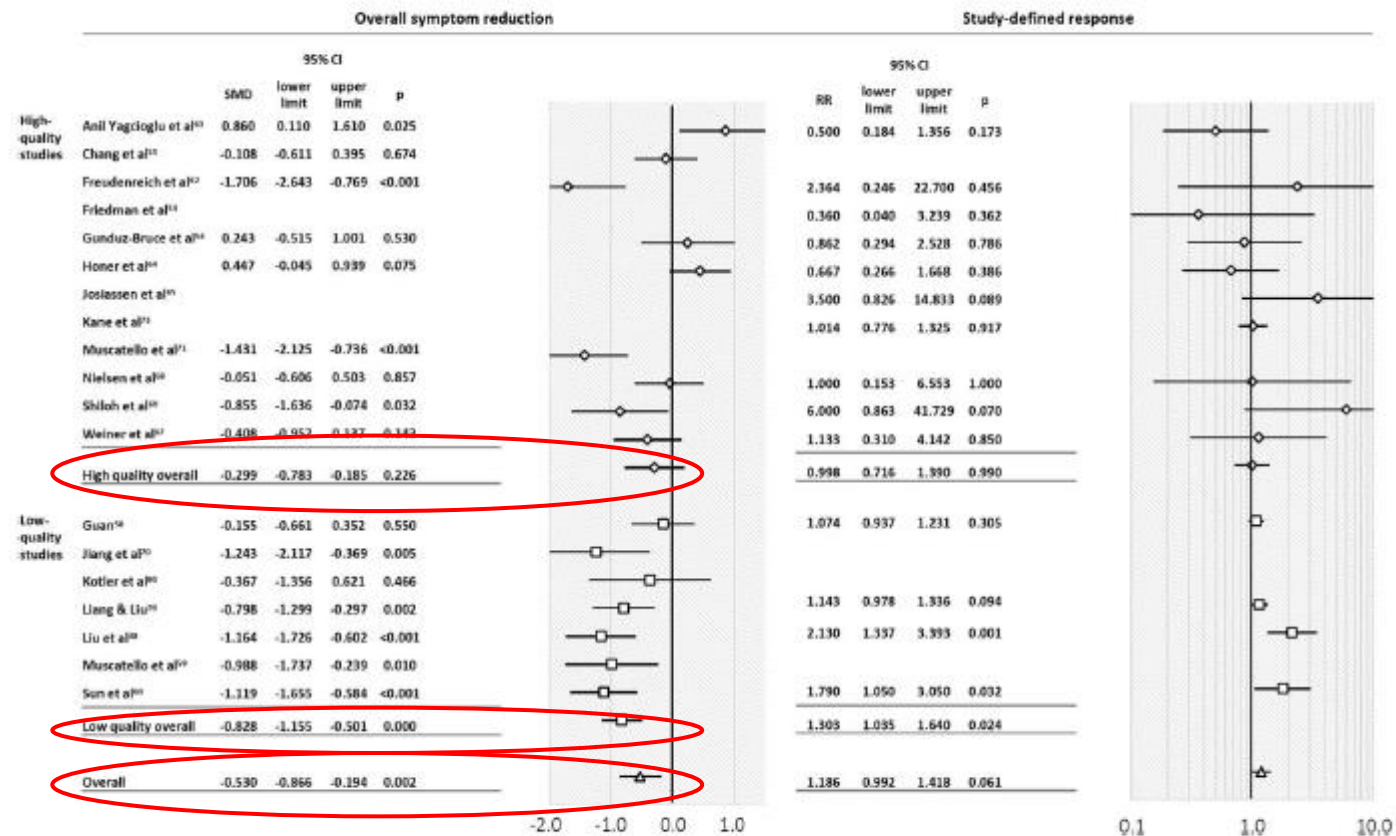 Overall symptom reduction Study-defined response
95% CI 95% CI
SMD lower limit upper limit p RR lower limit upper limit p
High-quality studies
Anil Yagcioglu et al⁶³ 0.860 0.110 1.610 0.025 0.500 0.184 1.356 0.173
Chang et al -0.108 -0.611 0.395 0.674
Freudenreich et al⁶² -1.706 -2.643 -0.769 <0.001 2.364 0.246 22.700 0.456
Friedman et al 0.360 0.040 3.239 0.362
Gunduz-Bruce et al 0.243 -0.515 1.001 0.530 0.862 0.294 2.528 0.786
Honer et al⁶⁴ 0.447 -0.045 0.939 0.075 0.667 0.266 1.668 0.386
Josiassen et al 3.500 0.826 14.833 0.089
Kane et al 1.014 0.776 1.325 0.917
Muscatello et al⁷¹ -1.431 -2.125 -0.736 <0.001
Nielsen et al -0.051 -0.606 0.503 0.857 1.000 0.153 6.553 1.000
Shiloh et al -0.855 -1.636 -0.074 0.032 6.000 0.863 41.729 0.070
Weiner et al -0.408 -0.952 0.137 0.143 1.133 0.310 4.142 0.850
High quality overall -0.299 -0.783 -0.185 0.226 0.998 0.716 1.390 0.990
Low-quality studies
Guan -0.155 -0.661 0.352 0.550 1.074 0.937 1.231 0.305
Jiang et al⁷⁰ -1.243 -2.117 -0.369 0.005
Kotler et al -0.367 -1.356 0.621 0.466
Liang & Liu -0.798 -1.299 -0.297 0.002 1.143 0.978 1.336 0.094
Liu et al -1.164 -1.726 -0.602 <0.001 2.130 1.337 3.393 0.001
Muscatello et al -0.988 -1.737 -0.239 0.010
Sun et al -1.119 -1.655 -0.584 <0.001 1.790 1.050 3.050 0.032
Low quality overall -0.828 -1.155 -0.501 0.000 1.303 1.035 1.640 0.024
Overall -0.530 -0.866 -0.194 0.002 1.186 0.992 1.418 0.061
-2.0 -1.0 0.0 1.0 0.1 1.0 10.0